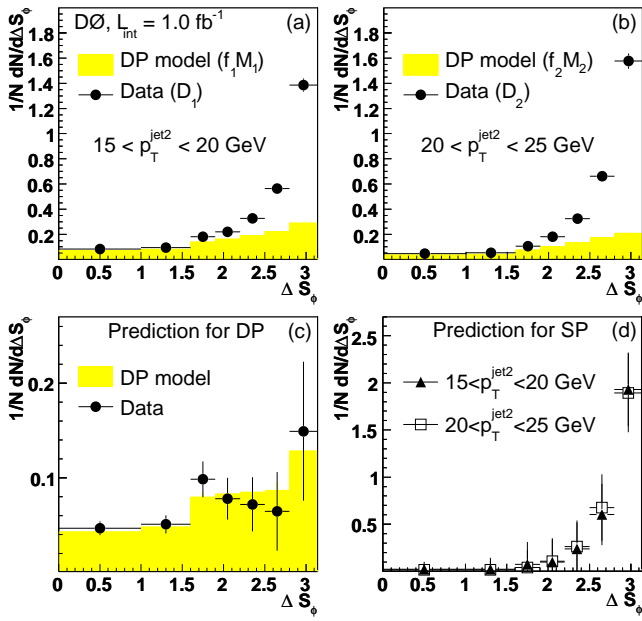 DØ, L_int = 1.0 fb⁻¹ (a)
DP model (f₁M₁)
Data (D₁)
15 < p_T^jet2 < 20 GeV
1/N dN/dΔS_ϕ
2
1.8
1.6
1.4
1.2
1
0.8
0.6
0.4
0.2
0 0.5 1 1.5 2 2.5 3
Δ S_ϕ
(b)
DP model (f₂M₂)
Data (D₂)
20 < p_T^jet2 < 25 GeV
1/N dN/dΔS_ϕ
2
1.8
1.6
1.4
1.2
1
0.8
0.6
0.4
0.2
0 0.5 1 1.5 2 2.5 3
Δ S_ϕ
Prediction for DP (c)
DP model
Data
1/N dN/dΔS_ϕ
0.2
0.1
0 0.5 1 1.5 2 2.5 3
Δ S_ϕ
Prediction for SP (d)
15<p_T^jet2<20 GeV
20<p_T^jet2<25 GeV
1/N dN/dΔS_ϕ
2.5
2
1.5
1
0.5
0 0.5 1 1.5 2 2.5 3
Δ S_ϕ